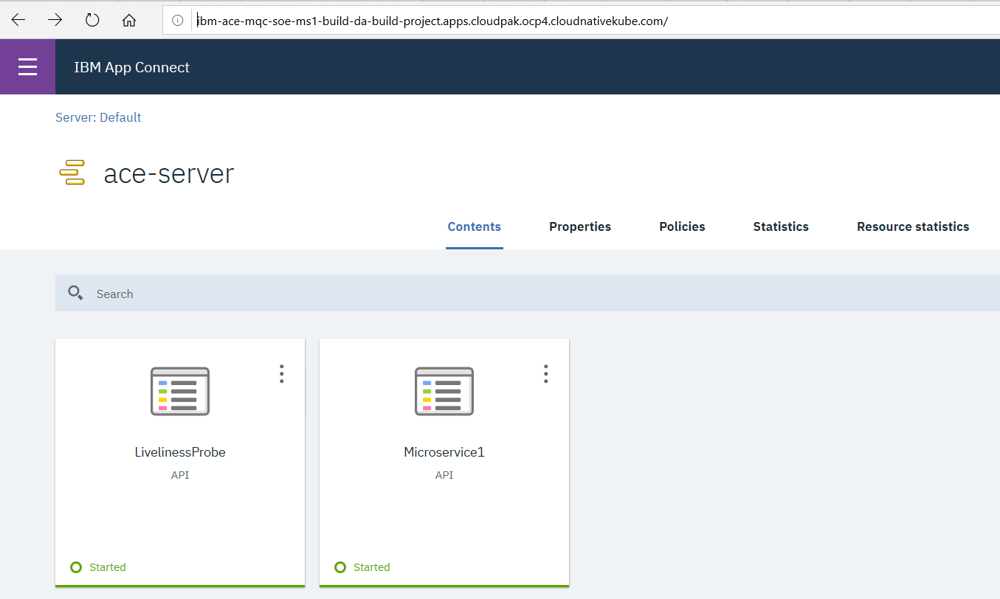 ibm-ace-mqc-soe-ms1-build-da-build-project.apps.cloudpak.ocp4.cloudnativekube.com/
IBM App Connect
Server: Default
ace-server
Contents Properties Policies Statistics Resource statistics
Search
LivelinessProbe Microservice1
API API
Started Started